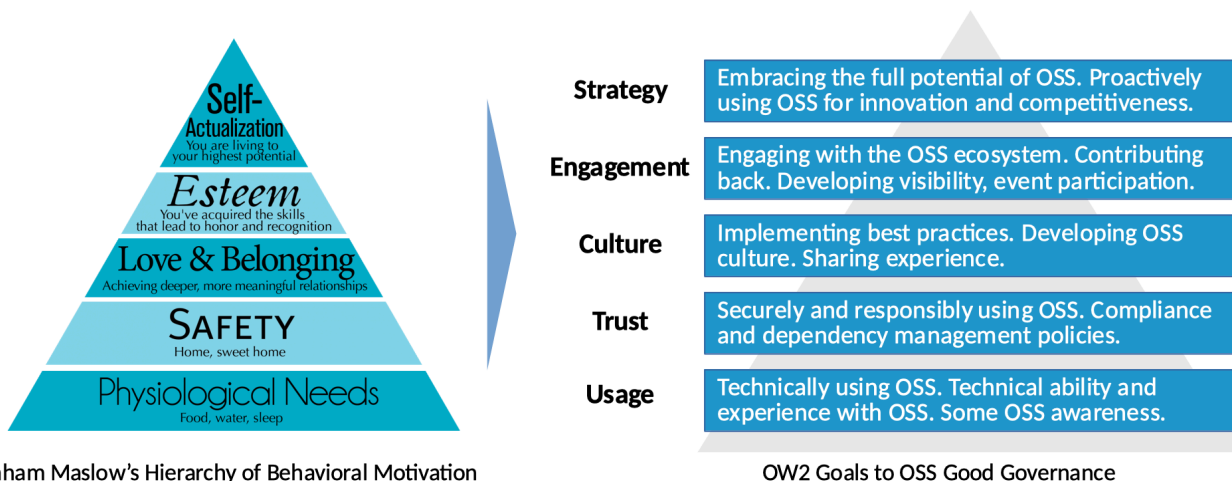 Self-
Actualization
You are living to
your highest potential
Esteem
You've acquired the skills
that lead to honor and recognition
Love & Belonging
Achieving deeper, more meaningful relationships
SAFETY
Home, sweet home
Physiological Needs
Food, water, sleep
Maslow's Hierarchy of Behavioral Motivation
Strategy
Embracing the full potential of OSS. Proactively
using OSS for innovation and competitiveness.
Engagement
Engaging with the OSS ecosystem. Contributing
back. Developing visibility, event participation.
Culture
Implementing best practices. Developing OSS
culture. Sharing experience.
Trust
Securely and responsibly using OSS. Compliance
and dependency management policies.
Usage
Technically using OSS. Technical ability and
experience with OSS. Some OSS awareness.
OW2 Goals to OSS Good Governance